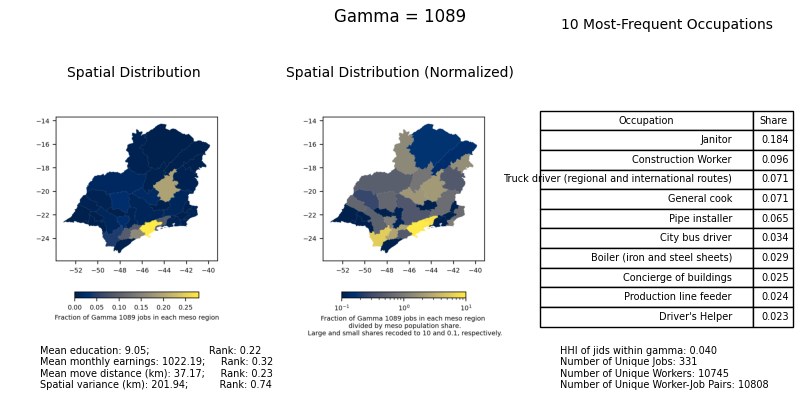 Gamma = 1089
10 Most-Frequent Occupations
Spatial Distribution
Spatial Distribution (Normalized)
−14
−16
−18
−20
−22
−24
−52 −50 −48 −46 −44 −42 −40
0.00 0.05 0.10 0.15 0.20 0.25
Fraction of Gamma 1089 jobs in each meso region
−14
−16
−18
−20
−22
−24
−52 −50 −48 −46 −44 −42 −40
10⁻¹ 10⁰ 10¹
Fraction of Gamma 1089 jobs in each meso region
divided by meso population share.
Large and small shares recoded to 10 and 0.1, respectively.
Occupation Share
Janitor 0.184
Construction Worker 0.096
Truck driver (regional and international routes) 0.071
General cook 0.071
Pipe installer 0.065
City bus driver 0.034
Boiler (iron and steel sheets) 0.029
Concierge of buildings 0.025
Production line feeder 0.024
Driver's Helper 0.023
Mean education: 9.05; Rank: 0.22
Mean monthly earnings: 1022.19; Rank: 0.32
Mean move distance (km): 37.17; Rank: 0.23
Spatial variance (km): 201.94; Rank: 0.74
HHI of jids within gamma: 0.040
Number of Unique Jobs: 331
Number of Unique Workers: 10745
Number of Unique Worker-Job Pairs: 10808